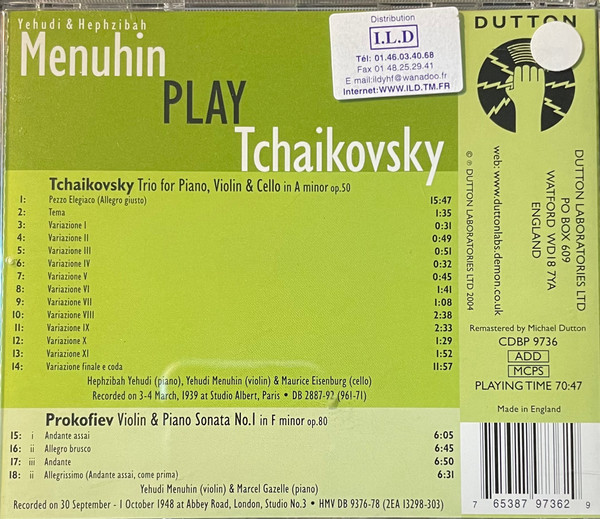 Yehudi & Hephzibah
Menuhin
PLAY
Tchaikovsky
Distribution
I.L.D
Tél: 01.46.03.40.68
Fax 01 48.25.29.41
E mail:ildyhf@wanadoo.fr
Internet:WWW.ILD.TM.FR
DUTTON
Tchaikovsky Trio for Piano, Violin & Cello in A minor op.50
1: Pezzo Elegiaco (Allegro giusto) 15:47
2: Tema 1:35
3: Variazione I 0:31
4: Variazione II 0:49
5: Variazione III 0:51
6: Variazione IV 0:32
7: Variazione V 0:45
8: Variazione VI 1:41
9: Variazione VII 1:08
10: Variazione VIII 2:38
11: Variazione IX 2:33
12: Variazione X 1:29
13: Variazione XI 1:52
14: Variazione finale e coda 11:57
Hephzibah Yehudi (piano), Yehudi Menuhin (violin) & Maurice Eisenburg (cello)
Recorded on 3-4 March, 1939 at Studio Albert, Paris • DB 2887-92 (961-71)
Prokofiev Violin & Piano Sonata No.1 in F minor op.80
15: i Andante assai 6:05
16: ii Allegro brusco 6:45
17: iii Andante 6:50
18: ii Allegrissimo (Andante assai, come prima) 6:31
Yehudi Menuhin (violin) & Marcel Gazelle (piano)
Recorded on 30 September - 1 October 1948 at Abbey Road, London, Studio No.3 • HMV DB 9376-78 (2EA 13298-303)
DUTTON LABORATORIES LTD
PO BOX 609
WATFORD WD18 7YA
ENGLAND
web: www.duttonlabs.demon.co.uk
© ℗ DUTTON LABORATORIES LTD 2004
Remastered by Michael Dutton
CDBP 9736
ADD
MCPS
PLAYING TIME 70:47
Made in England
7 65387 97362 9